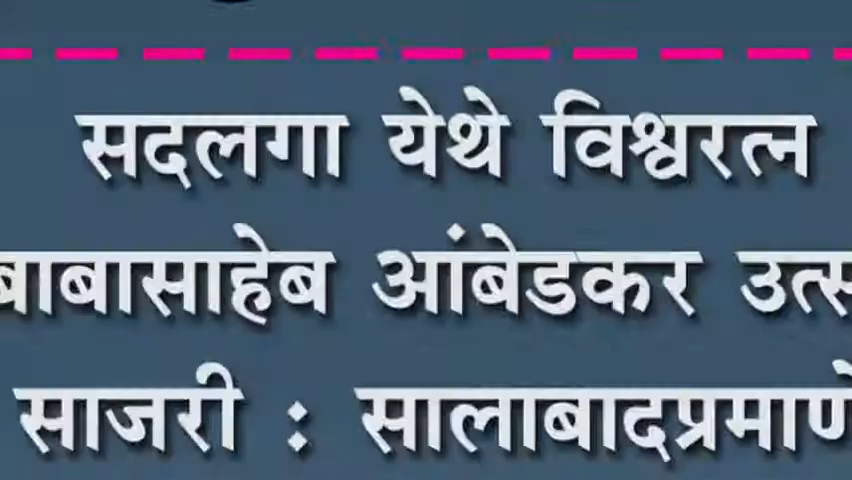 सदलगा येथे विश्वरत्न
बाबासाहेब आंबेडकर
साजरी : सालाबादप्रमाणे